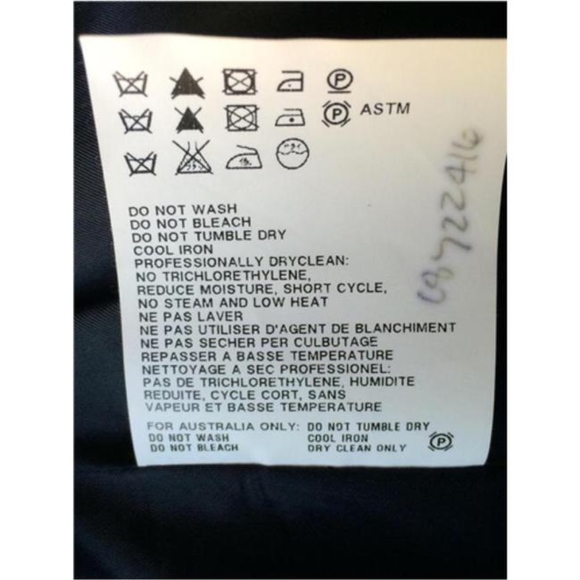 P
P ASTM
DO NOT WASH
DO NOT BLEACH
DO NOT TUMBLE DRY
COOL IRON
PROFESSIONALLY DRYCLEAN:
NO TRICHLORETHYLENE,
REDUCE MOISTURE, SHORT CYCLE,
NO STEAM AND LOW HEAT
NE PAS LAVER
NE PAS UTILISER D'AGENT DE BLANCHIMENT
NE PAS SECHER PER CULBUTAGE
REPASSER A BASSE TEMPERATURE
NETTOYAGE A SEC PROFESSIONEL:
PAS DE TRICHLORETHYLENE, HUMIDITE
REDUITE, CYCLE CORT, SANS
VAPEUR ET BASSE TEMPERATURE
FOR AUSTRALIA ONLY: DO NOT TUMBLE DRY
DO NOT WASH COOL IRON P
DO NOT BLEACH DRY CLEAN ONLY